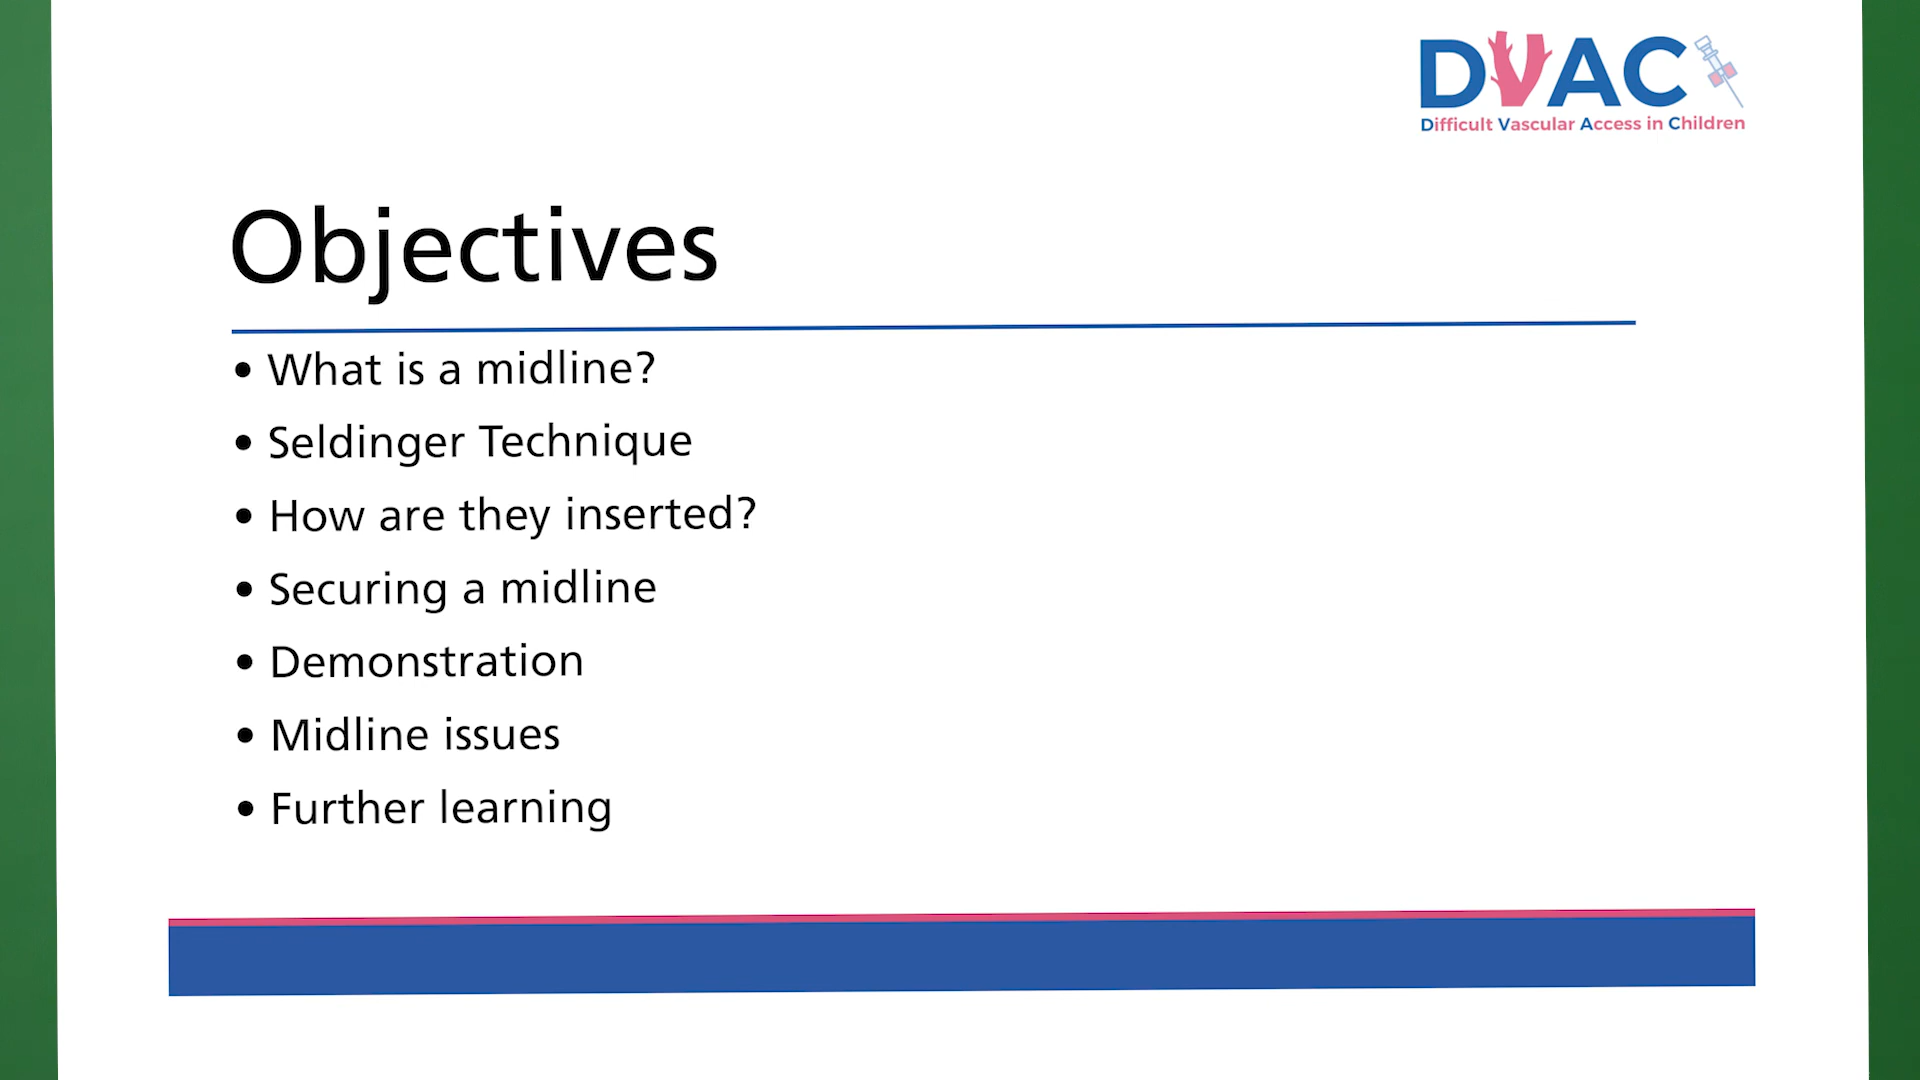 DVAC
Difficult Vascular Access in Children
Objectives
• What is a midline?
• Seldinger Technique
• How are they inserted?
• Securing a midline
• Demonstration
• Midline issues
• Further learning